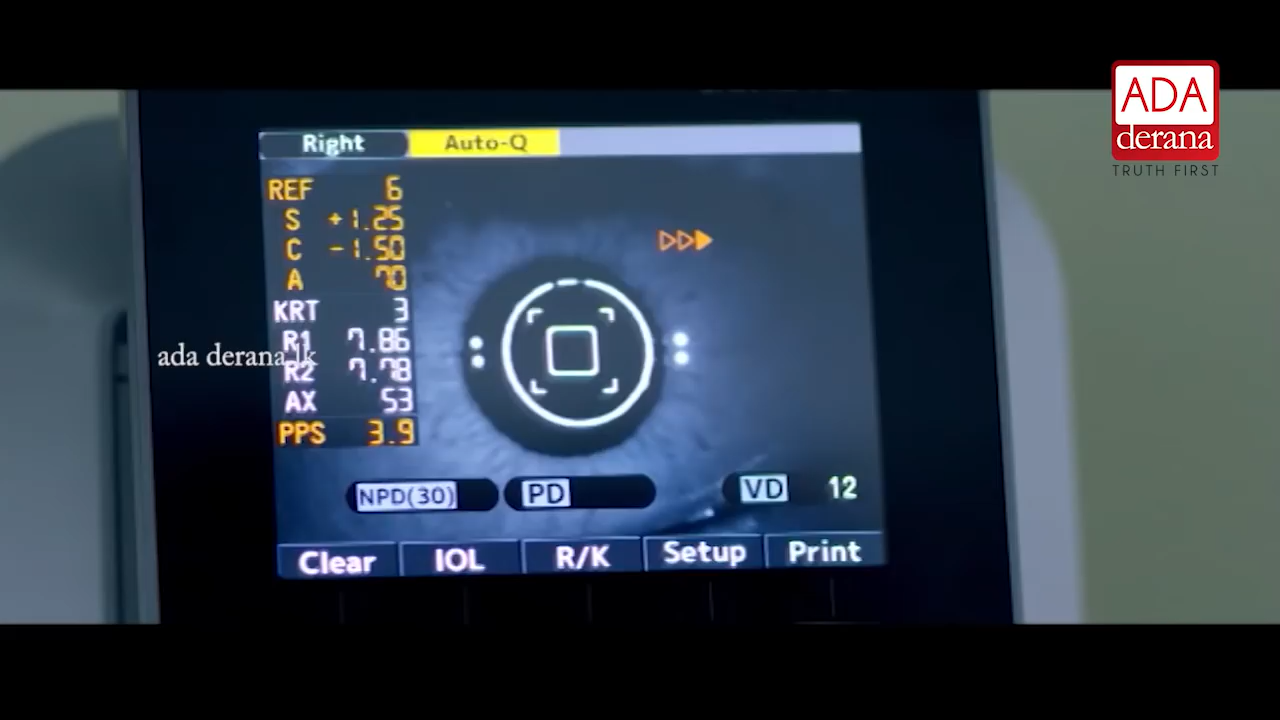 ADA
derana
TRUTH FIRST
Right Auto-Q
REF 6
S +1.25
C -1.50
A 70
KRT 3
R1 7.86
ada derana.lk
R2 7.78
AX 53
PPS 3.9
NPD(30) PD VD 12
Clear IOL R/K Setup Print